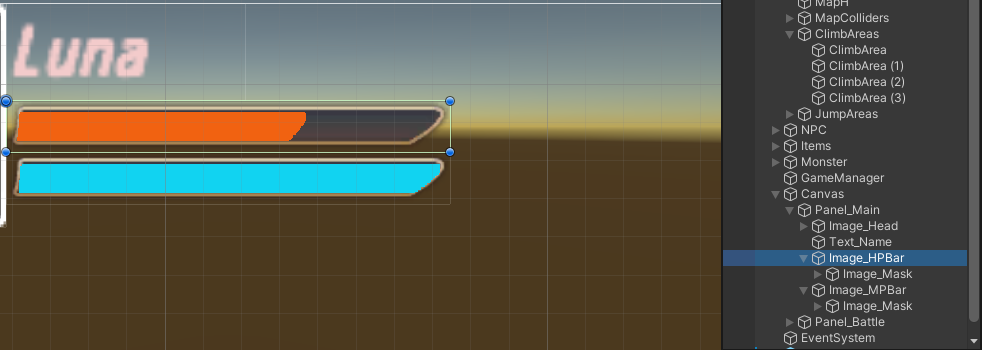 Luna
MapH
MapColliders
ClimbAreas
ClimbArea
ClimbArea (1)
ClimbArea (2)
ClimbArea (3)
JumpAreas
NPC
Items
Monster
GameManager
Canvas
Panel_Main
Image_Head
Text_Name
Image_HPBar
Image_Mask
Image_MPBar
Image_Mask
Panel_Battle
EventSystem